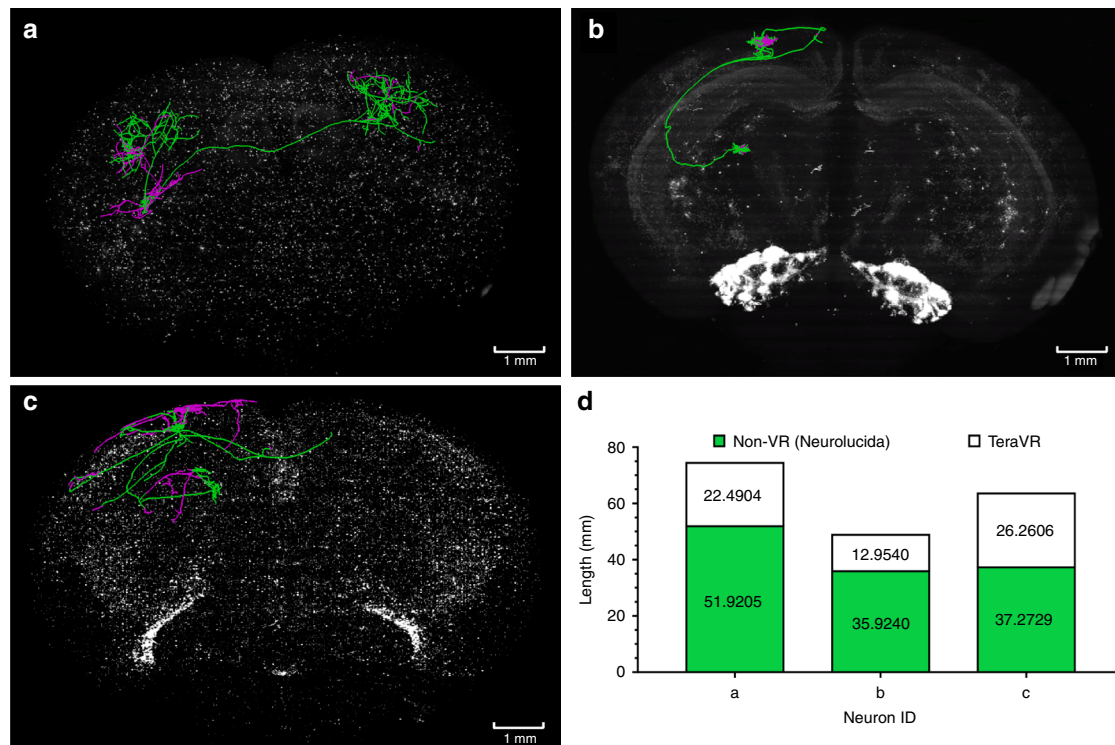 a
1 mm
b
1 mm
c
1 mm
d
Non-VR (Neurolucida) TeraVR
80
60
40
20
0
Length (mm)
22.4904
51.9205
12.9540
35.9240
26.2606
37.2729
a b c
Neuron ID